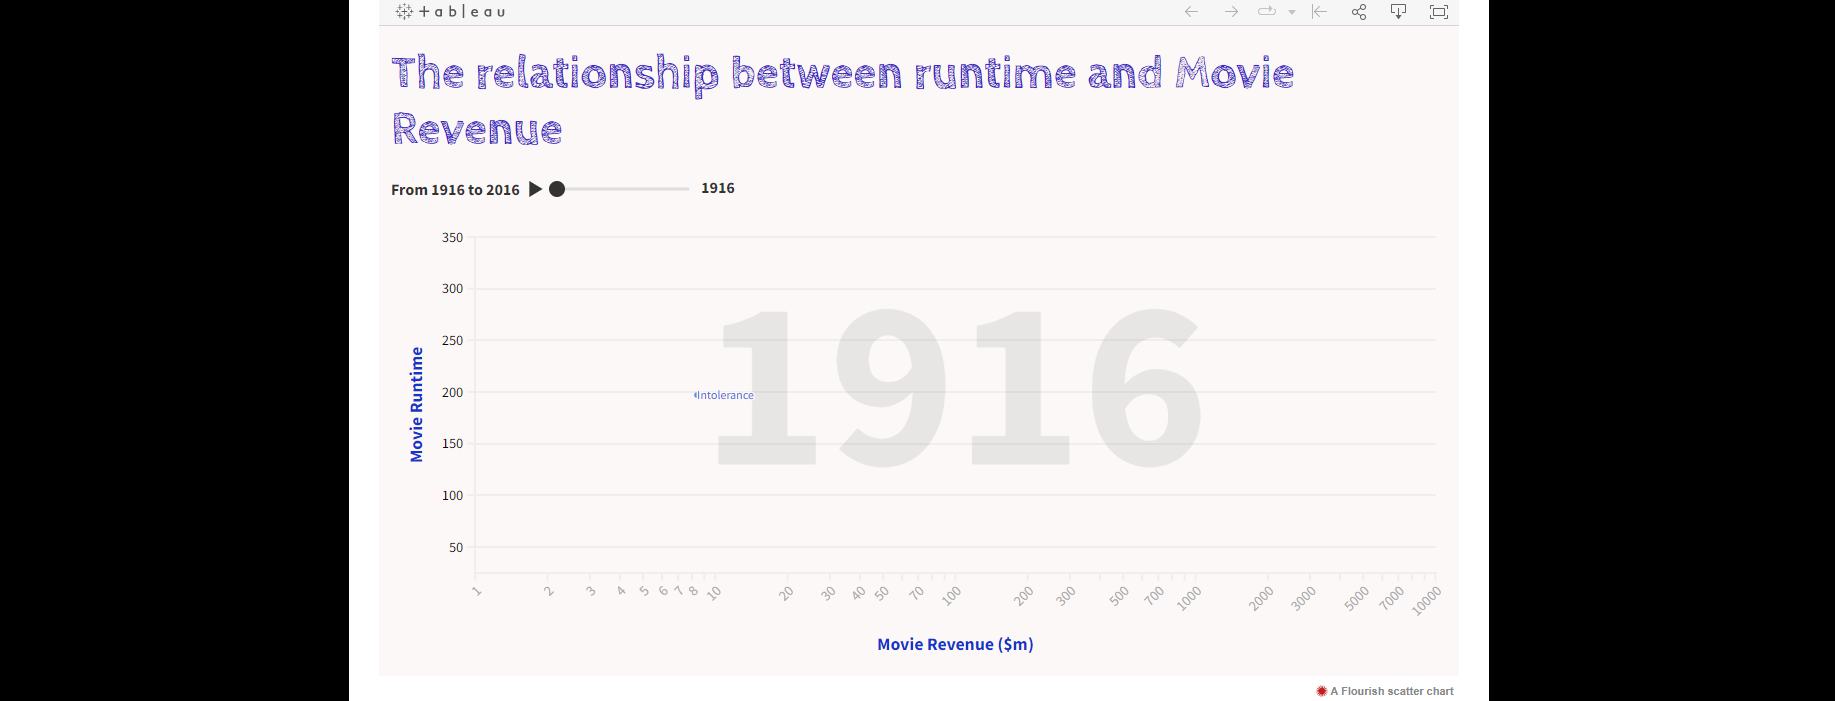 + a b l e a u
The relationship between runtime and Movie
Revenue
From 1916 to 2016
1916
350
300
250
200
150
100
50
Movie Runtime
1916
Intolerance
1 2 3 4 5 6 7 8 10 20 30 40 50 70 100 200 300 500 700 1000 2000 3000 5000 7000 10000
Movie Revenue ($m)
A Flourish scatter chart